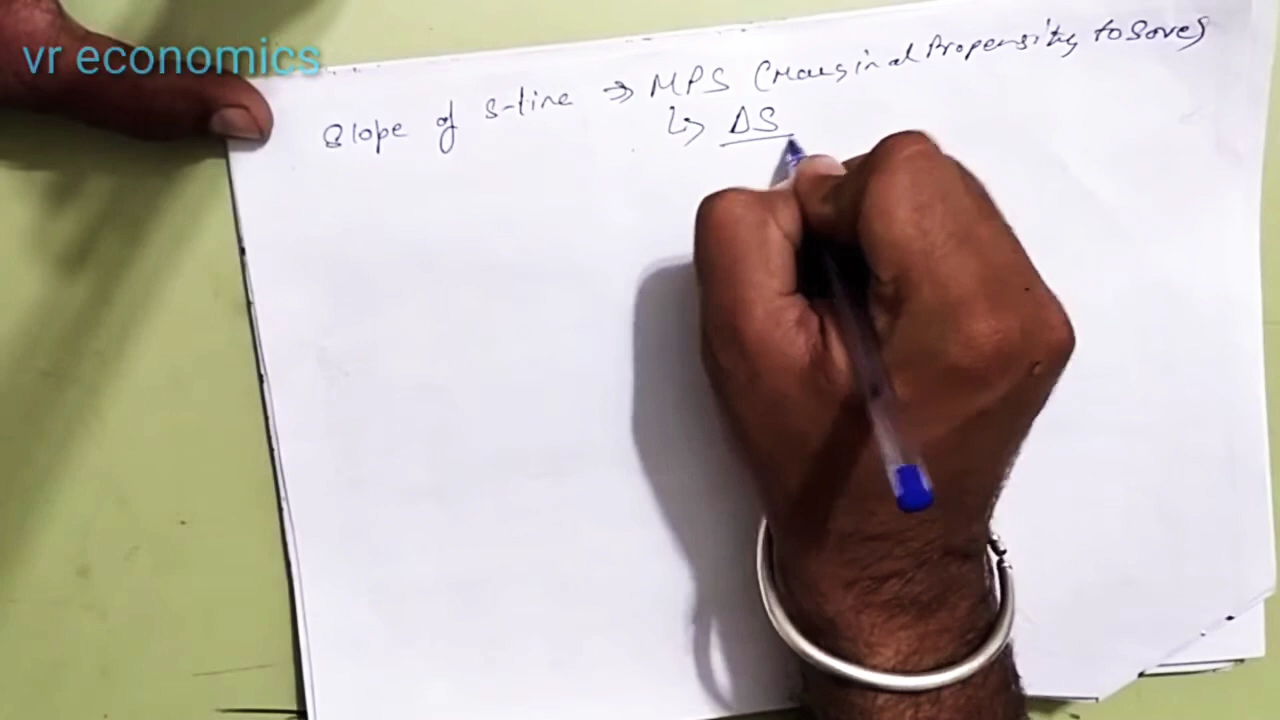 vr economics
Slope of s-line ⇒ MPS (Marginal Propensity to Save)
↳ ΔS